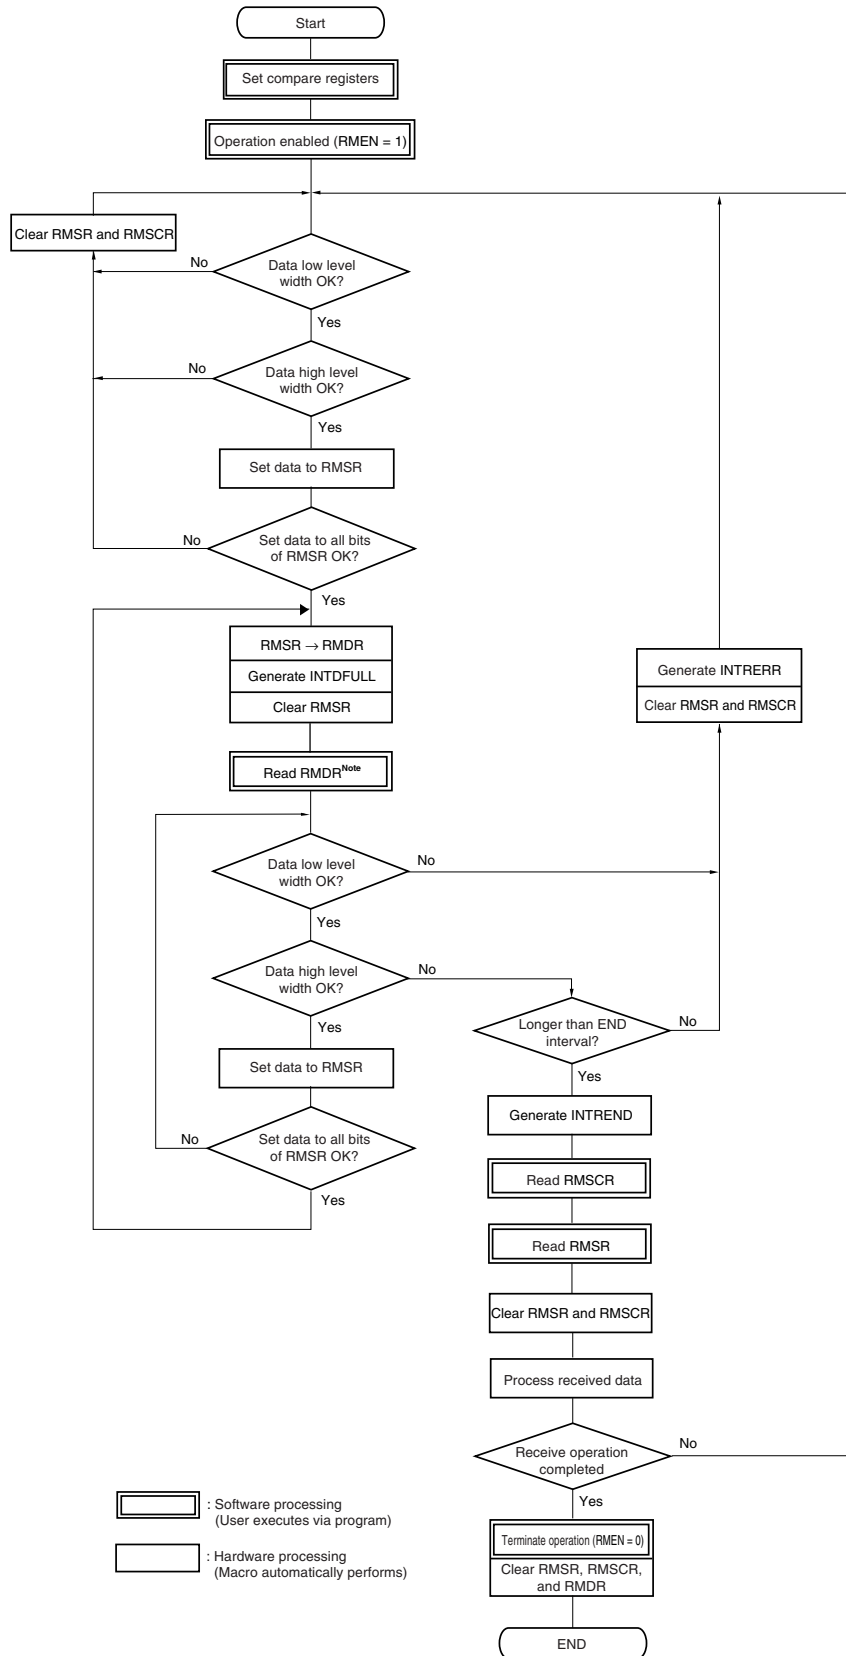 Start
Set compare registers
Operation enabled (RMEN = 1)
Clear RMSR and RMSCR
No
Data low level
width OK?
Yes
No
Data high level
width OK?
Yes
Set data to RMSR
No
Set data to all bits
of RMSR OK?
Yes
RMSR → RMDR
Generate INTDFULL
Clear RMSR
Generate INTRERR
Clear RMSR and RMSCR
Read RMDRNote
Data low level
width OK?
No
Yes
Data high level
width OK?
No
Yes
Longer than END
interval?
No
Yes
Set data to RMSR
Generate INTREND
No
Set data to all bits
of RMSR OK?
Yes
Read RMSCR
Read RMSR
Clear RMSR and RMSCR
Process received data
Receive operation
completed
No
Yes
: Software processing
(User executes via program)
: Hardware processing
(Macro automatically performs)
Terminate operation (RMEN = 0)
Clear RMSR, RMSCR,
and RMDR
END